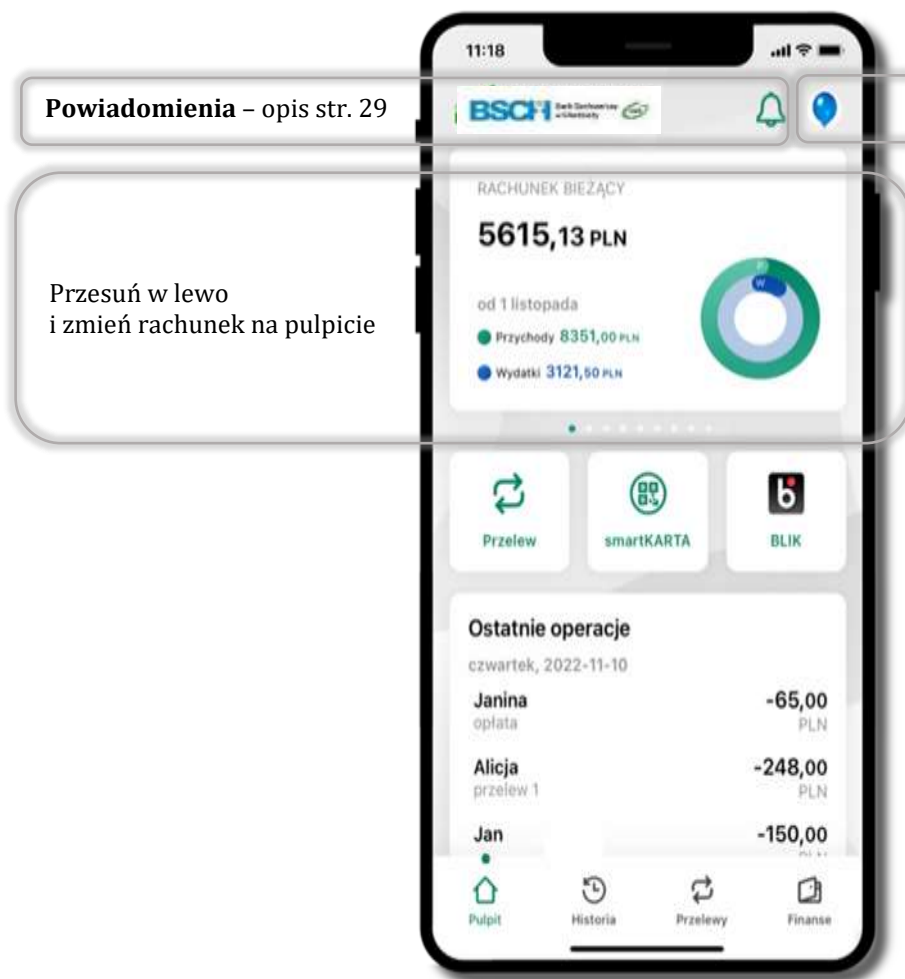 11:18
Powiadomienia – opis str. 29
BSCH
RACHUNEK BIEŻĄCY
5615,13 PLN
Przesuń w lewo
i zmień rachunek na pulpicie
od 1 listopada
Przychody 8351,00 PLN
Wydatki 3121,50 PLN
P
W
Przelew
smartKARTA
BLIK
Ostatnie operacje
czwartek, 2022-11-10
Janina -65,00
opłata PLN
Alicja -248,00
przelew 1 PLN
Jan -150,00
Pulpit Historia Przelewy Finanse